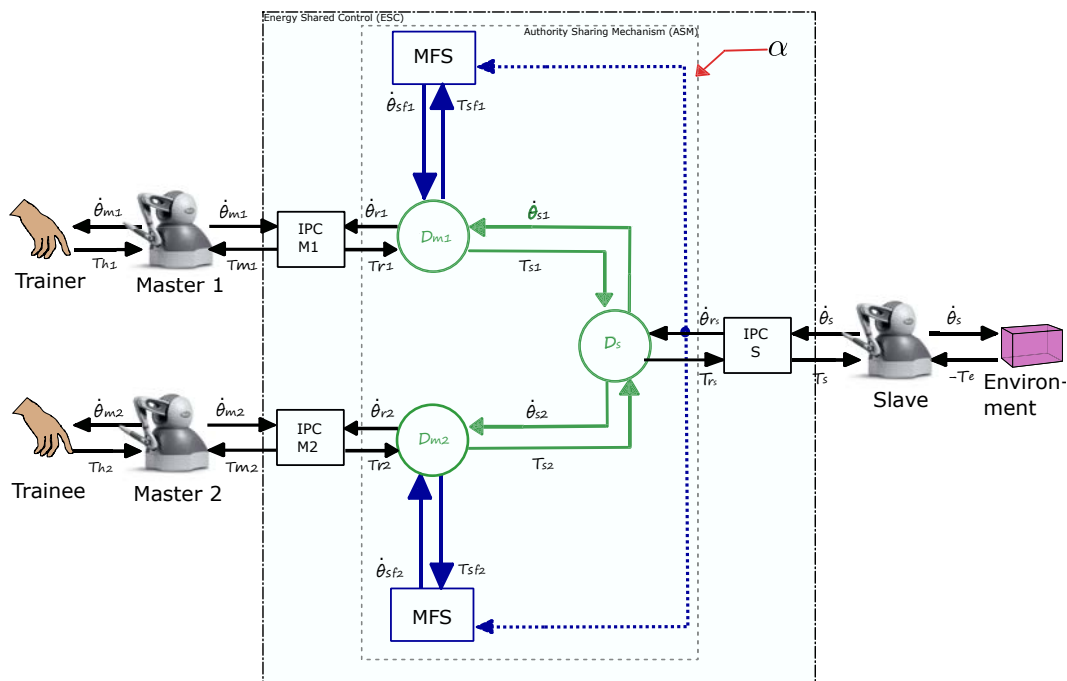 Energy Shared Control (ESC)
Authority Sharing Mechanism (ASM)
α
MFS
θ̇sf1
Tsf1
θ̇m1
θ̇m1
θ̇r1
Dm1
θ̇s1
IPC
M1
Th1
Tm1
Tr1
Ts1
Trainer
Master 1
θ̇rs
θ̇s
θ̇s
Ds
IPC
S
Trs
Ts
-Te
Slave
Environ-
ment
θ̇m2
θ̇m2
θ̇r2
Dm2
θ̇s2
IPC
M2
Th2
Tm2
Tr2
Ts2
Trainee
Master 2
θ̇sf2
Tsf2
MFS